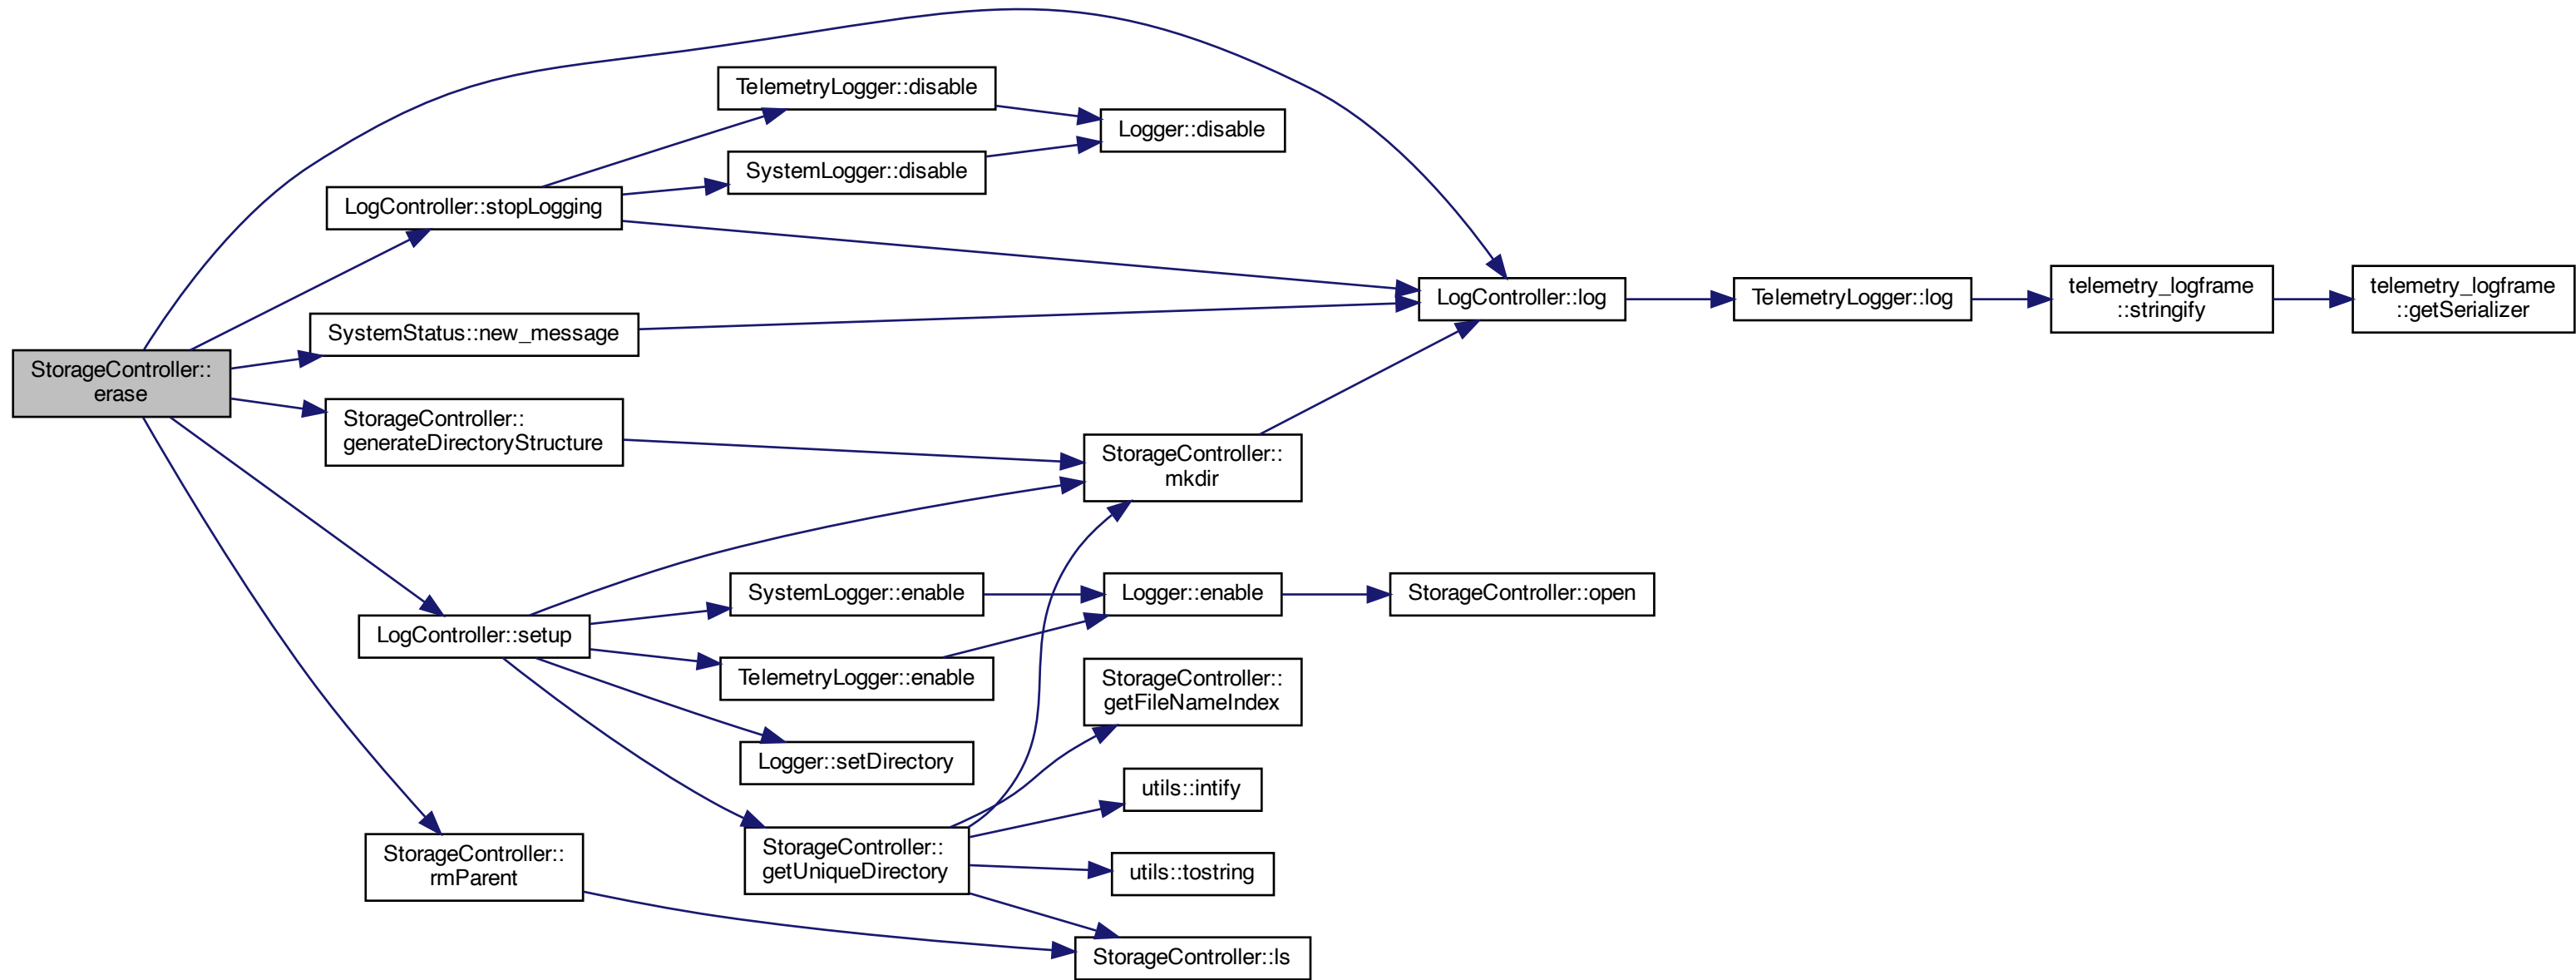 StorageController::
erase
LogController::stopLogging
SystemStatus::new_message
StorageController::
generateDirectoryStructure
LogController::setup
StorageController::
rmParent
TelemetryLogger::disable
SystemLogger::disable
SystemLogger::enable
TelemetryLogger::enable
Logger::setDirectory
StorageController::
getUniqueDirectory
Logger::disable
StorageController::
mkdir
Logger::enable
StorageController::
getFileNameIndex
utils::intify
utils::tostring
StorageController::ls
LogController::log
StorageController::open
TelemetryLogger::log
telemetry_logframe
::stringify
telemetry_logframe
::getSerializer